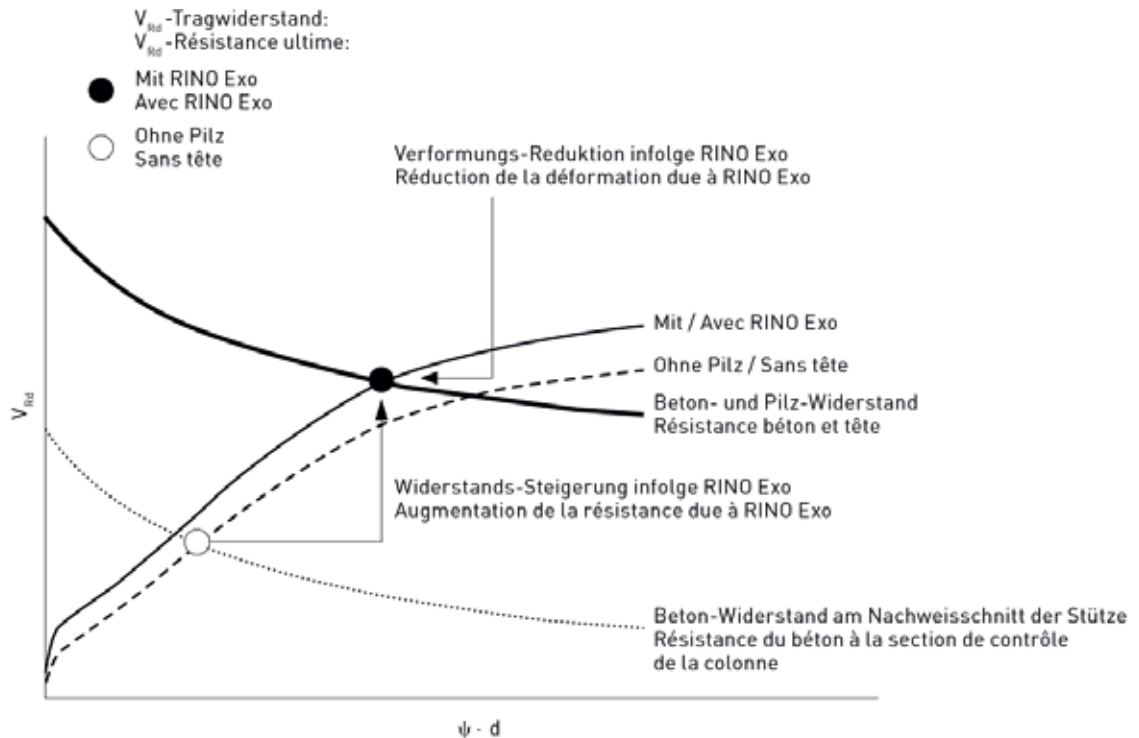 V_Rd -Tragwiderstand:
V_Rd -Résistance ultime:
Mit RINO Exo
Avec RINO Exo
Ohne Pilz
Sans tête
Verformungs-Reduktion infolge RINO Exo
Réduction de la déformation due à RINO Exo
Mit / Avec RINO Exo
Ohne Pilz / Sans tête
Beton- und Pilz-Widerstand
Résistance béton et tête
V_Rd
Widerstands-Steigerung infolge RINO Exo
Augmentation de la résistance due à RINO Exo
Beton-Widerstand am Nachweisschnitt der Stütze
Résistance du béton à la section de contrôle
de la colonne
ψ · d